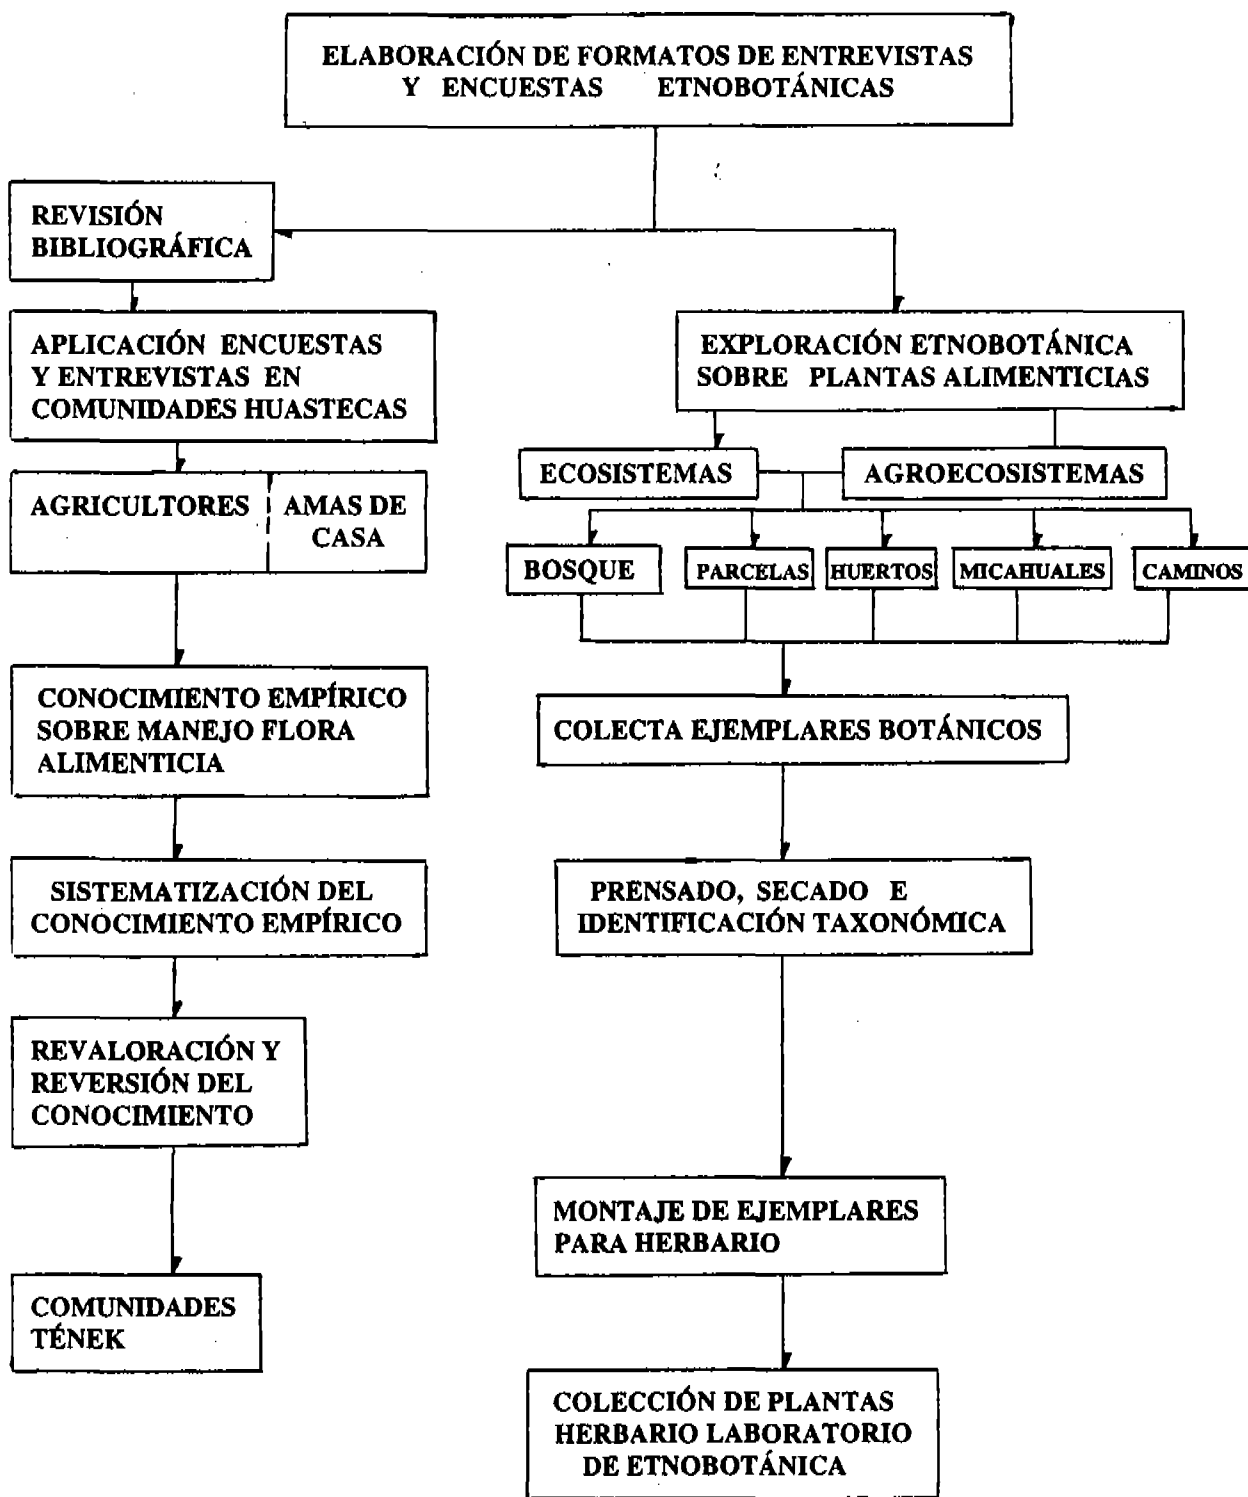 ELABORACIÓN DE FORMATOS DE ENTREVISTAS
Y ENCUESTAS ETNOBOTÁNICAS
REVISIÓN
BIBLIOGRÁFICA
APLICACIÓN ENCUESTAS
Y ENTREVISTAS EN
COMUNIDADES HUASTECAS
AGRICULTORES
AMAS DE
CASA
CONOCIMIENTO EMPÍRICO
SOBRE MANEJO FLORA
ALIMENTICIA
SISTEMATIZACIÓN DEL
CONOCIMIENTO EMPÍRICO
REVALORACIÓN Y
REVERSIÓN DEL
CONOCIMIENTO
COMUNIDADES
TÉNEK
EXPLORACIÓN ETNOBOTÁNICA
SOBRE PLANTAS ALIMENTICIAS
ECOSISTEMAS
AGROECOSISTEMAS
BOSQUE
PARCELAS
HUERTOS
MICAHUALES
CAMINOS
COLECTA EJEMPLARES BOTÁNICOS
PRENSADO, SECADO E
IDENTIFICACIÓN TAXONÓMICA
MONTAJE DE EJEMPLARES
PARA HERBARIO
COLECCIÓN DE PLANTAS
HERBARIO LABORATORIO
DE ETNOBOTÁNICA